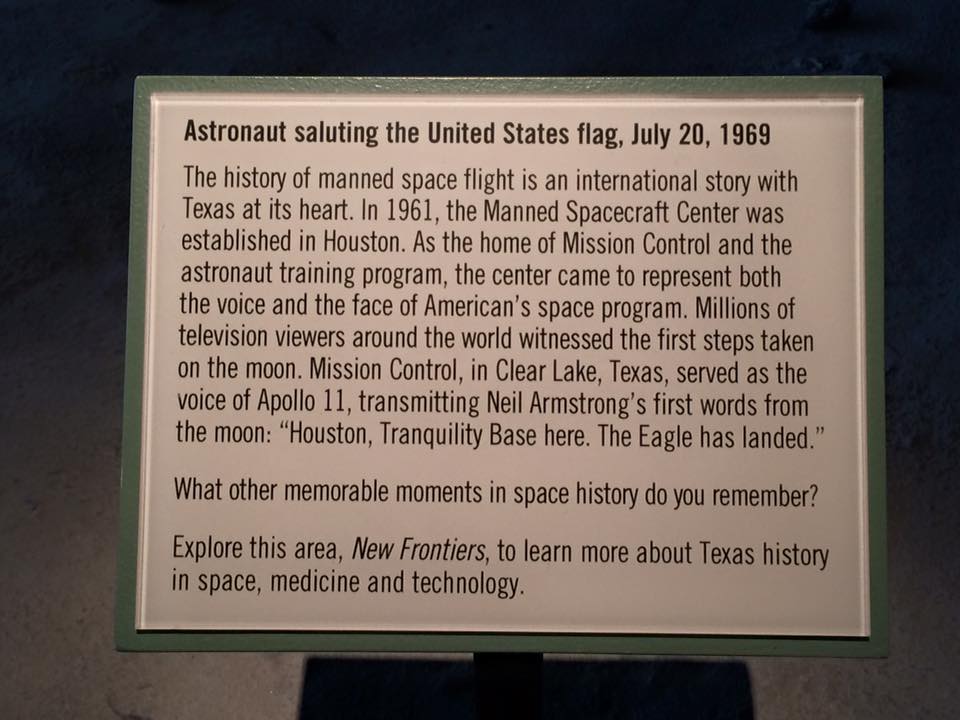 Astronaut saluting the United States flag, July 20, 1969
The history of manned space flight is an international story with
Texas at its heart. In 1961, the Manned Spacecraft Center was
established in Houston. As the home of Mission Control and the
astronaut training program, the center came to represent both
the voice and the face of American's space program. Millions of
television viewers around the world witnessed the first steps taken
on the moon. Mission Control, in Clear Lake, Texas, served as the
voice of Apollo 11, transmitting Neil Armstrong's first words from
the moon: “Houston, Tranquility Base here. The Eagle has landed.”
What other memorable moments in space history do you remember?
Explore this area, New Frontiers, to learn more about Texas history
in space, medicine and technology.